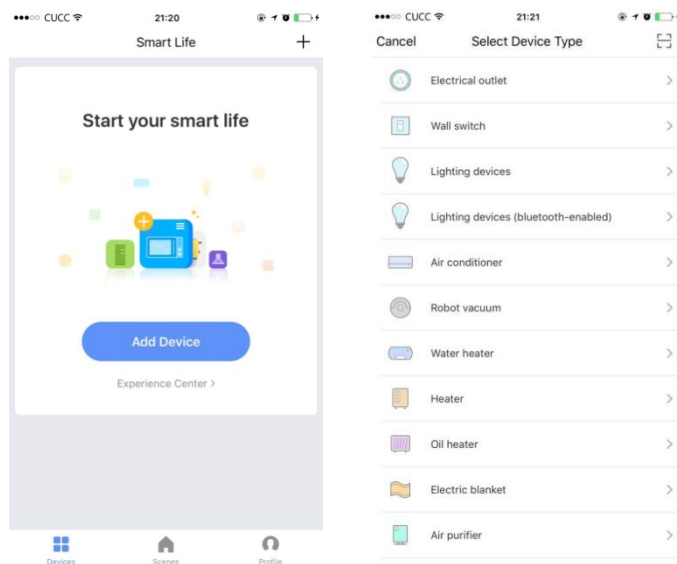 CUCC 21:20
Smart Life +
Start your smart life
Add Device
Experience Center >
Devices Scenes Profile
CUCC 21:21
Cancel Select Device Type
Electrical outlet
Wall switch
Lighting devices
Lighting devices (bluetooth-enabled)
Air conditioner
Robot vacuum
Water heater
Heater
Oil heater
Electric blanket
Air purifier